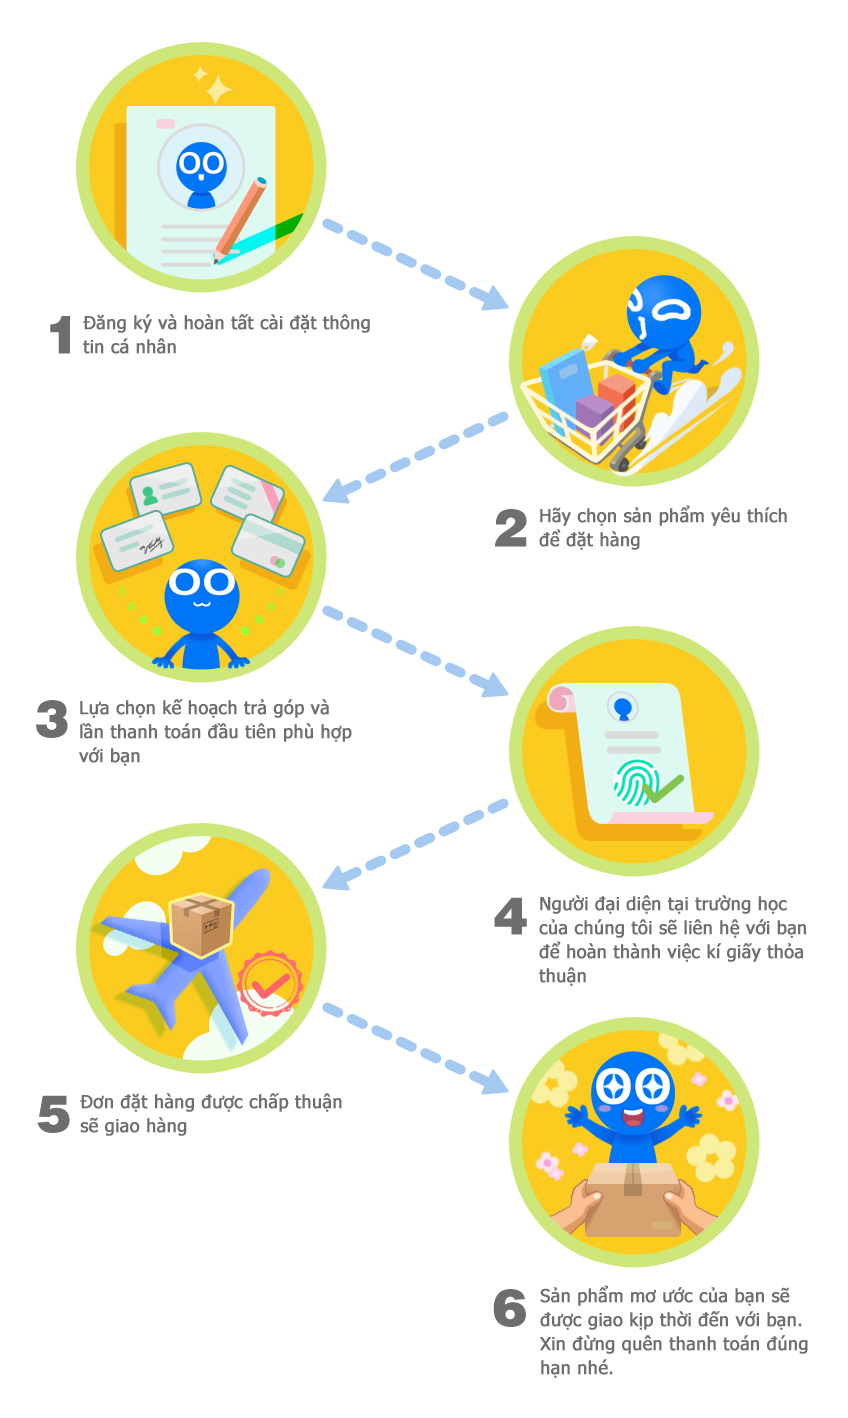 1
Đăng ký và hoàn tất cài đặt thông
tin cá nhân
2
Hãy chọn sản phẩm yêu thích
để đặt hàng
3
Lựa chọn kế hoạch trả góp và
lần thanh toán đầu tiên phù hợp
với bạn
4
Người đại diện tại trường học
của chúng tôi sẽ liên hệ với bạn
để hoàn thành việc kí giấy thỏa
thuận
5
Đơn đặt hàng được chấp thuận
sẽ giao hàng
6
Sản phẩm mơ ước của bạn sẽ
được giao kịp thời đến với bạn.
Xin đừng quên thanh toán đúng
hạn nhé.